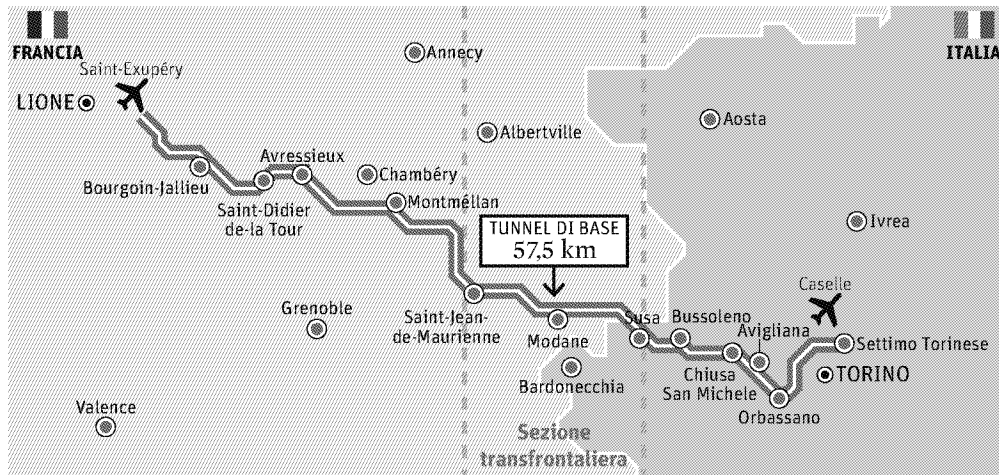 FRANCIA
ITALIA
Annecy
Saint-Exupéry
LIONE
Albertville
Aosta
Avressieux
Chambéry
Bourgoin-Jallieu
Montméllan
Saint-Didier
de-la Tour
TUNNEL DI BASE
57,5 km
Ivrea
Caselle
Grenoble
Saint-Jean-
de-Maurienne
Modane
Susa
Bussoleno
Avigliana
Settimo Torinese
Chiusa
San Michele
TORINO
Bardonecchia
Orbassano
Valence
Sezione
transfrontaliera